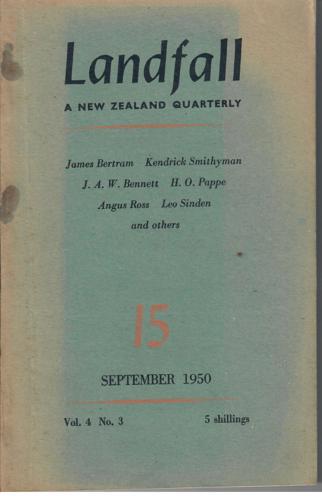 Landfall
A NEW ZEALAND QUARTERLY
James Bertram Kendrick Smithyman
J. A. W. Bennett H. O. Pappe
Angus Ross Leo Sinden
and others
15
SEPTEMBER 1950
Vol. 4 No. 3 5 shillings